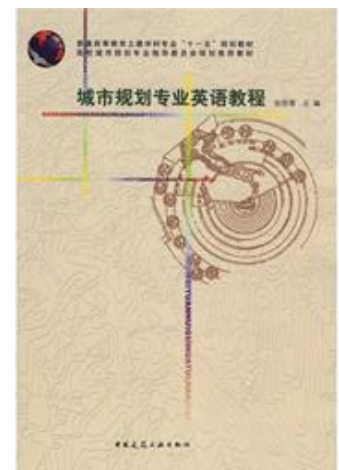 普通高等教育土建学科专业“十一五”规划教材
高校城市规划专业指导委员会规划推荐教材
城市规划专业英语教程
主编
中国建筑工业出版社